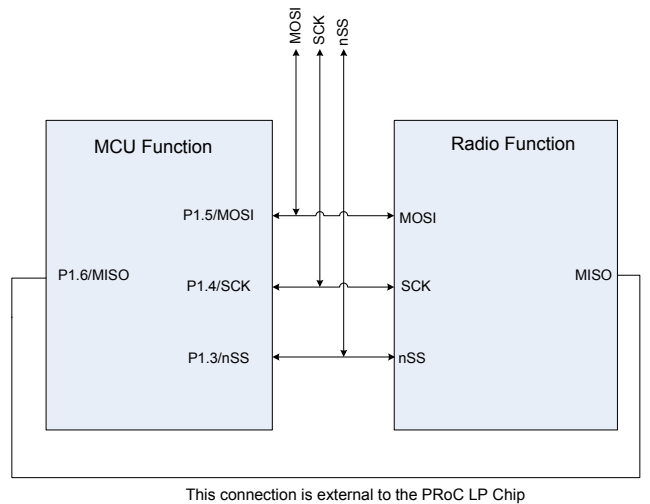 MOSI
SCK
nSS
MCU Function
Radio Function
P1.5/MOSI
MOSI
P1.6/MISO
P1.4/SCK
SCK
MISO
P1.3/nSS
nSS
This connection is external to the PRoC LP Chip